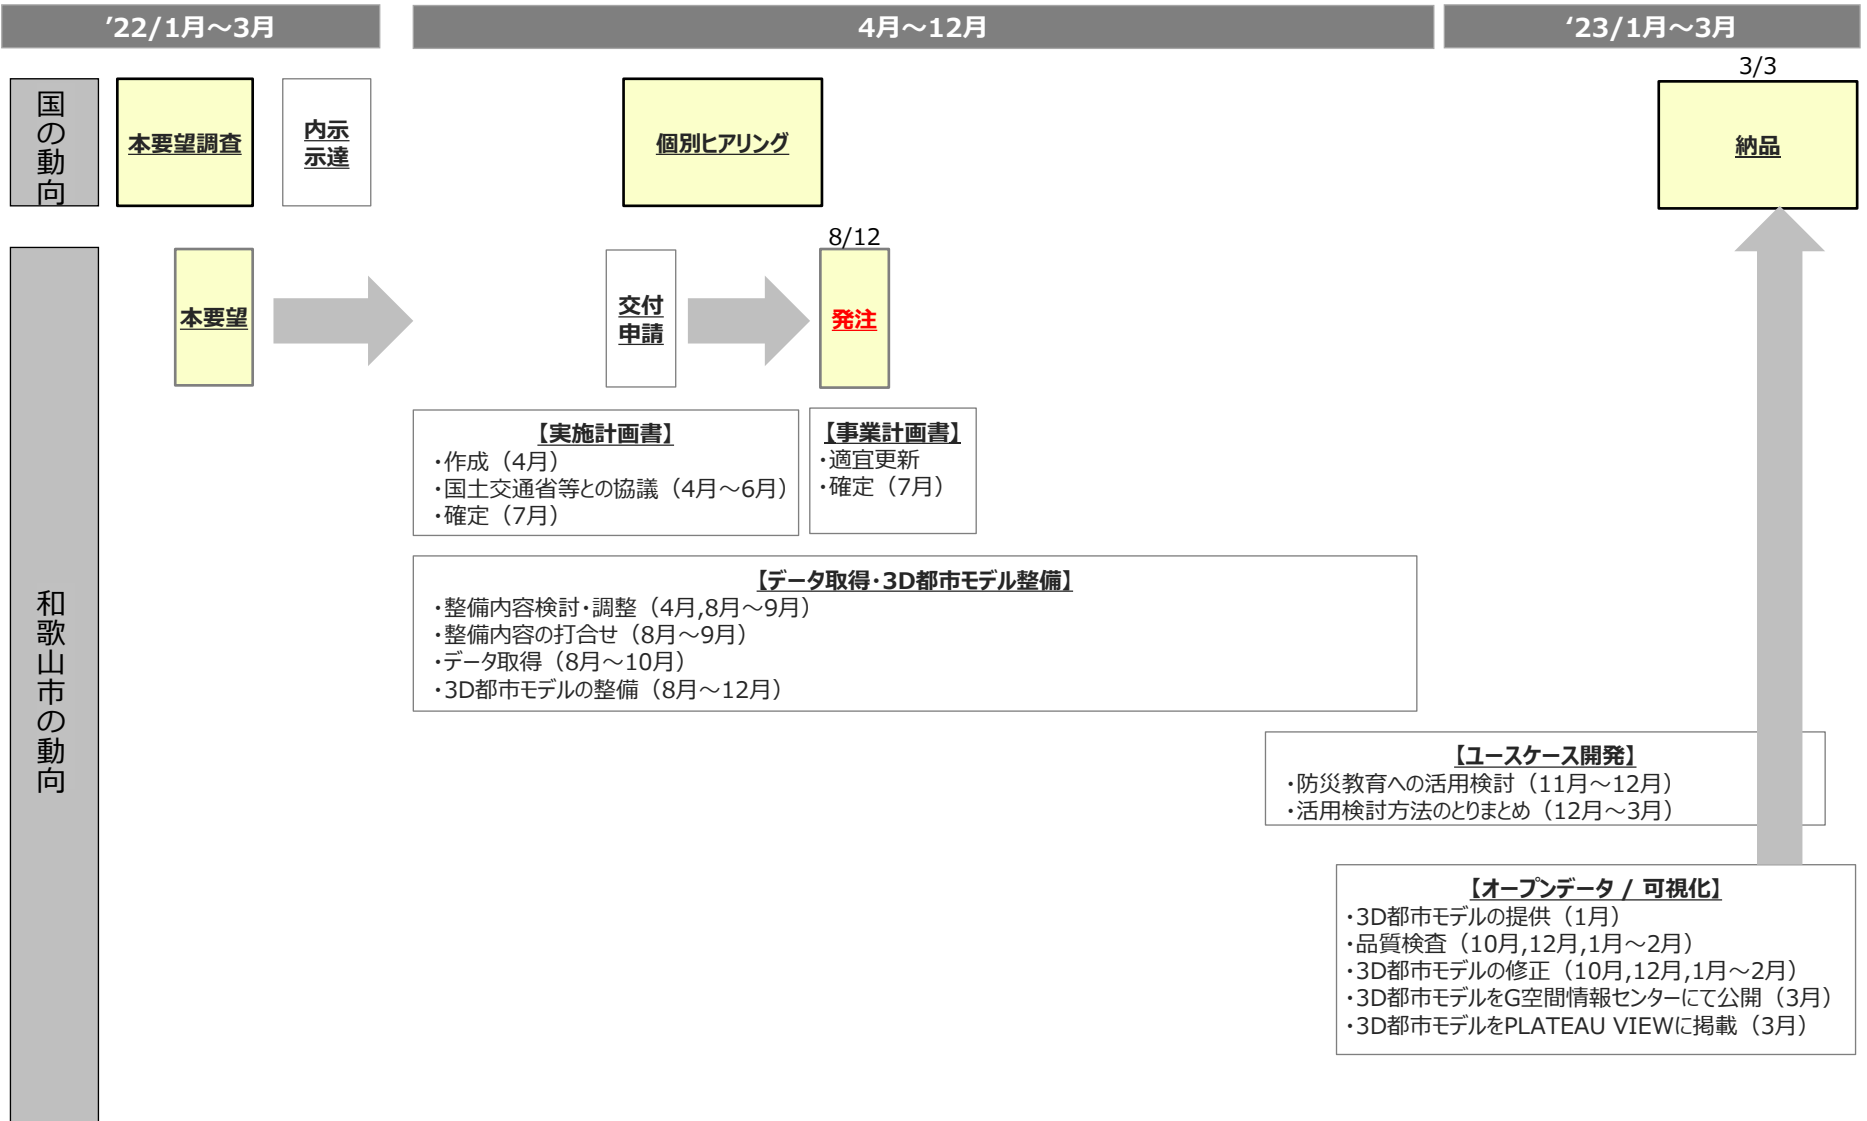 ’22/1月～3月
4月～12月
‘23/1月～3月
国の動向
本要望調査
内示
示達
個別ヒアリング
3/3
納品
和歌山市の動向
本要望
交付
申請
8/12
発注
【実施計画書】
・作成（4月）
・国土交通省等との協議（4月～6月）
・確定（7月）
【事業計画書】
・適宜更新
・確定（7月）
【データ取得・3D都市モデル整備】
・整備内容検討・調整（4月,8月～9月）
・整備内容の打合せ（8月～9月）
・データ取得（8月～10月）
・3D都市モデルの整備（8月～12月）
【ユースケース開発】
・防災教育への活用検討（11月～12月）
・活用検討方法のとりまとめ（12月～3月）
【オープンデータ / 可視化】
・3D都市モデルの提供（1月）
・品質検査（10月,12月,1月～2月）
・3D都市モデルの修正（10月,12月,1月～2月）
・3D都市モデルをG空間情報センターにて公開（3月）
・3D都市モデルをPLATEAU VIEWに掲載（3月）